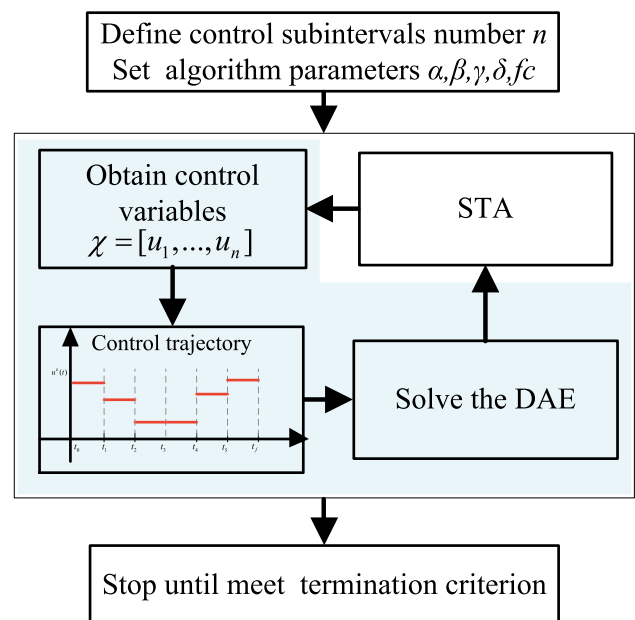 Define control subintervals number n
Set algorithm parameters α,β,γ,δ,fc
Obtain control
variables
χ = [u₁,...,uₙ]
STA
Control trajectory
u^k(t)
t₀ t₁ t₂ t₃ t₄ t₅ t_f
Solve the DAE
Stop until meet termination criterion